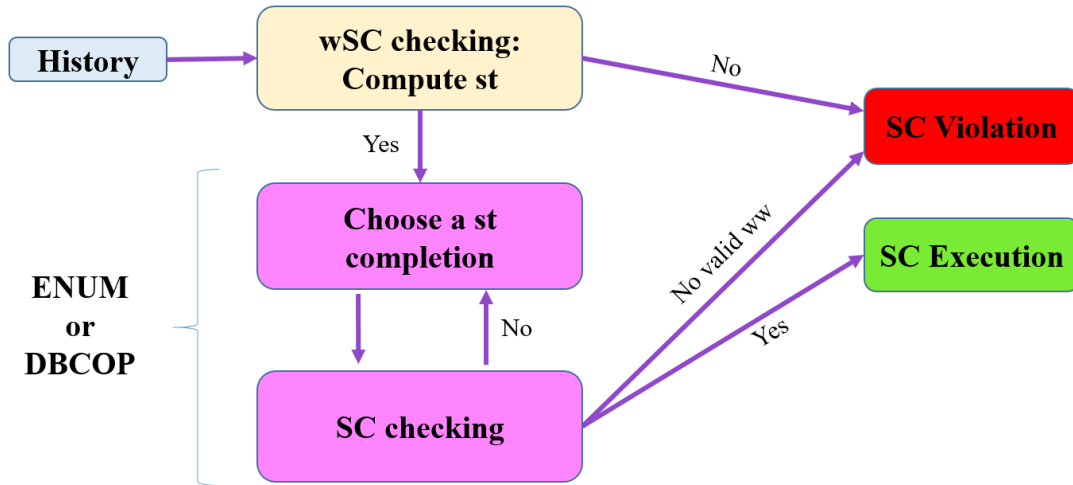 History
wSC checking:
Compute st
No
SC Violation
Yes
Choose a st
completion
No valid ww
SC Execution
ENUM
or
DBCOP
No
Yes
SC checking